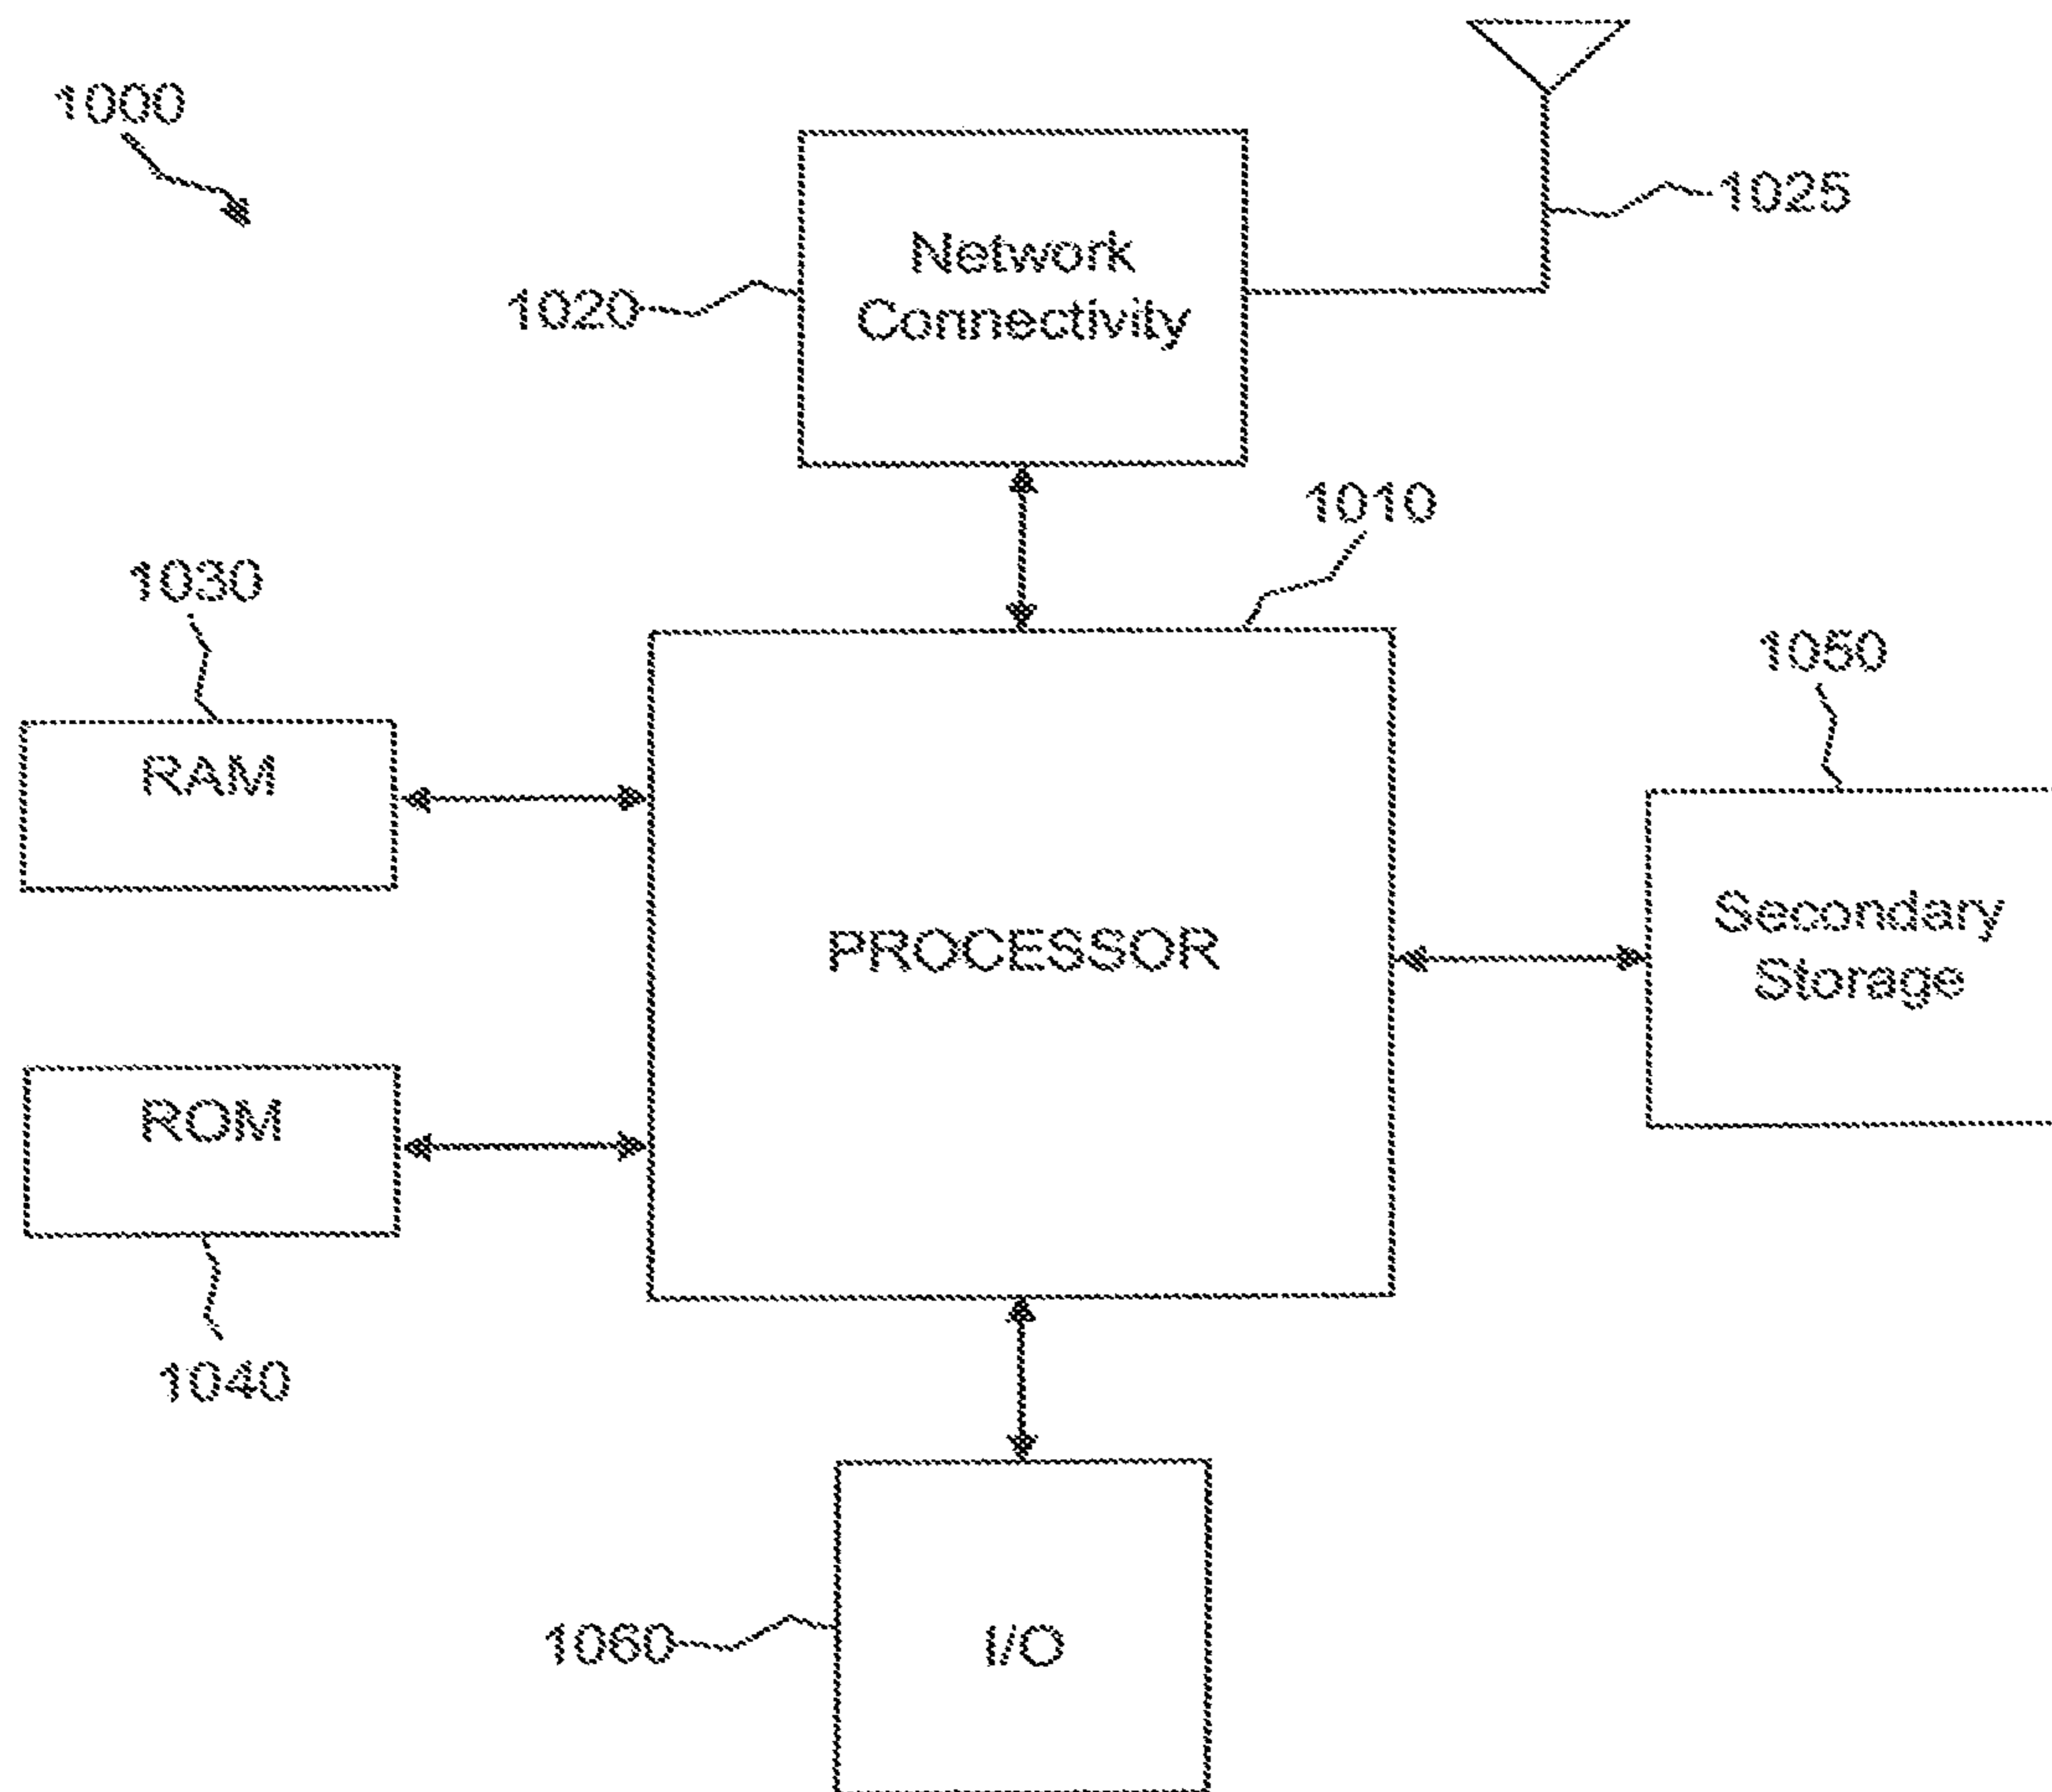 1000
1025
Network
Connectivity
1020
1010
1030
1050
RAM
PROCESSOR
Secondary
Storage
ROM
1040
1060
I/O